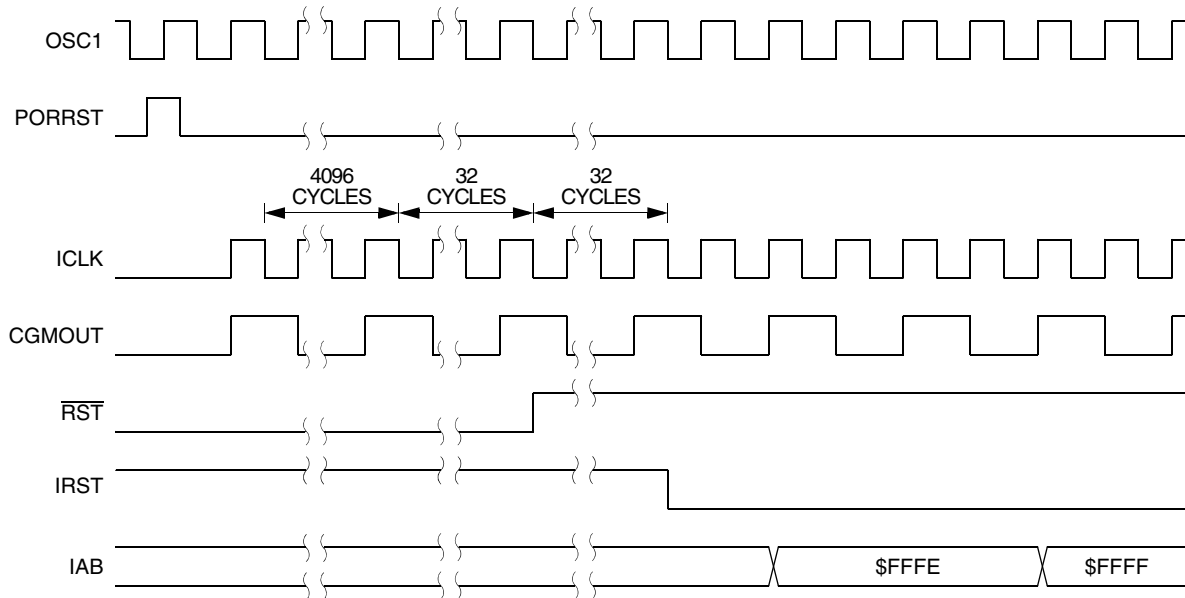 OSC1
PORRST
4096
CYCLES
32
CYCLES
32
CYCLES
ICLK
CGMOUT
RST
IRST
IAB
$FFFE
$FFFF